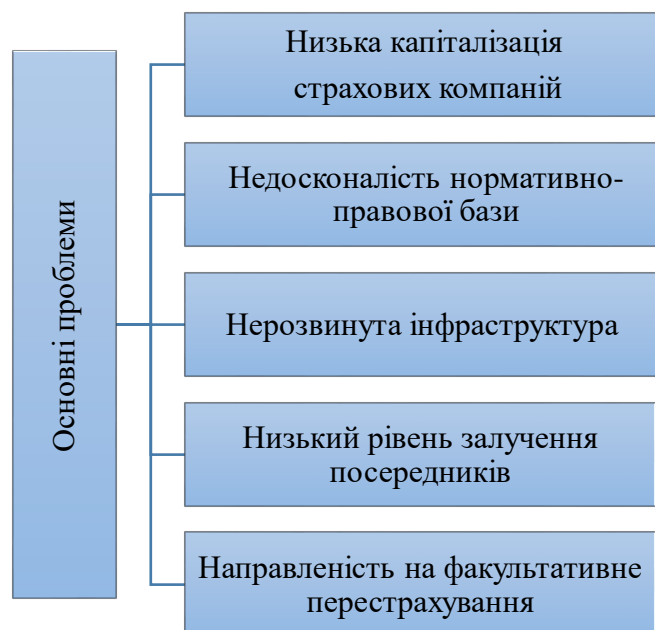 Основні проблеми
Низька капіталізація
страхових компаній
Недосконалість нормативно-
правової бази
Нерозвинута інфраструктура
Низький рівень залучення
посередників
Направленість на факультативне
перестрахування